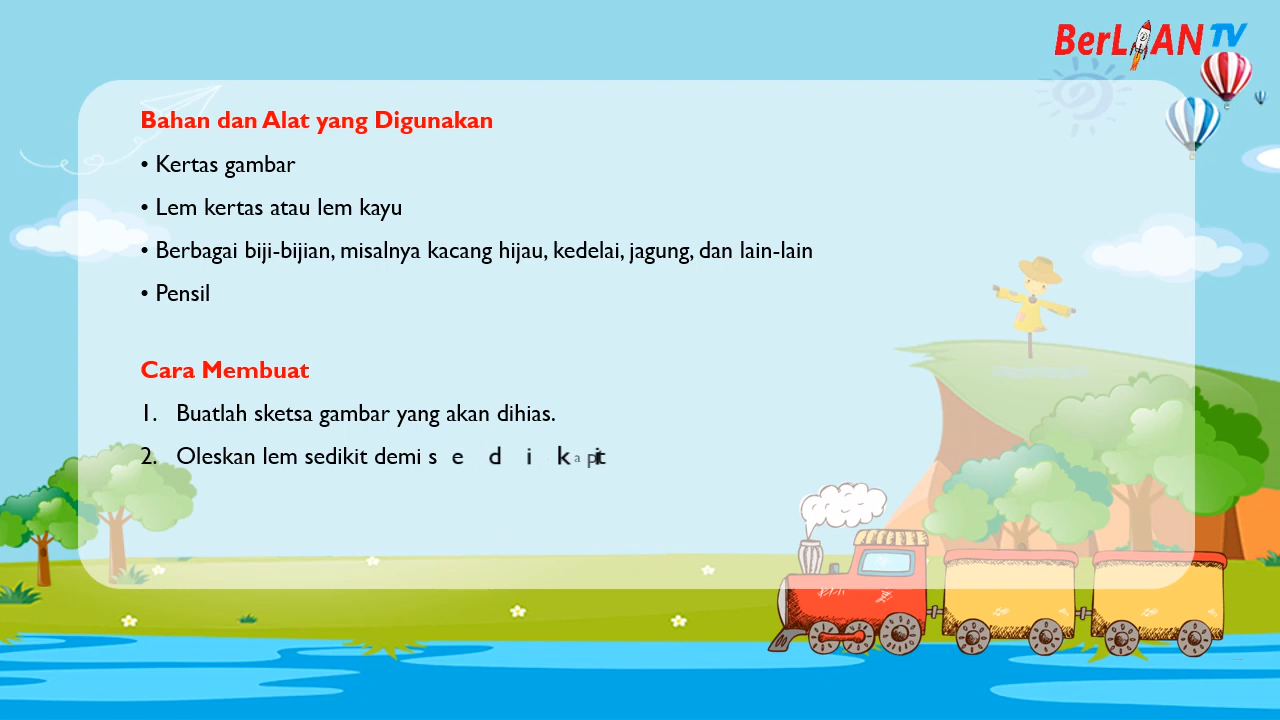 BerLIAN TV
Bahan dan Alat yang Digunakan
• Kertas gambar
• Lem kertas atau lem kayu
• Berbagai biji-bijian, misalnya kacang hijau, kedelai, jagung, dan lain-lain
• Pensil
Cara Membuat
1. Buatlah sketsa gambar yang akan dihias.
2. Oleskan lem sedikit demi